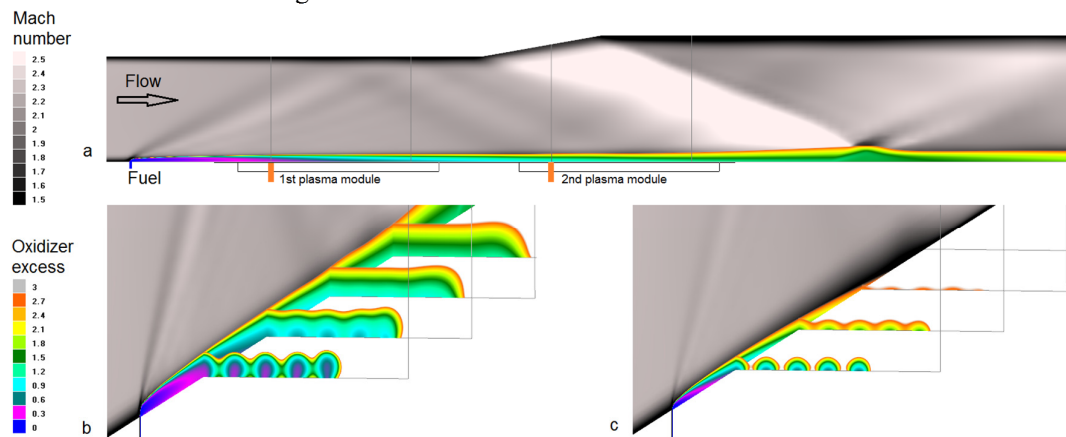 Mach
number
2.5
2.4
2.3
2.2
2.1
2
1.9
1.8
1.7
1.6
1.5
Flow
a
Fuel
1st plasma module
2nd plasma module
Oxidizer
excess
3
2.7
2.4
2.1
1.8
1.5
1.2
0.9
0.6
0.3
0
b
c